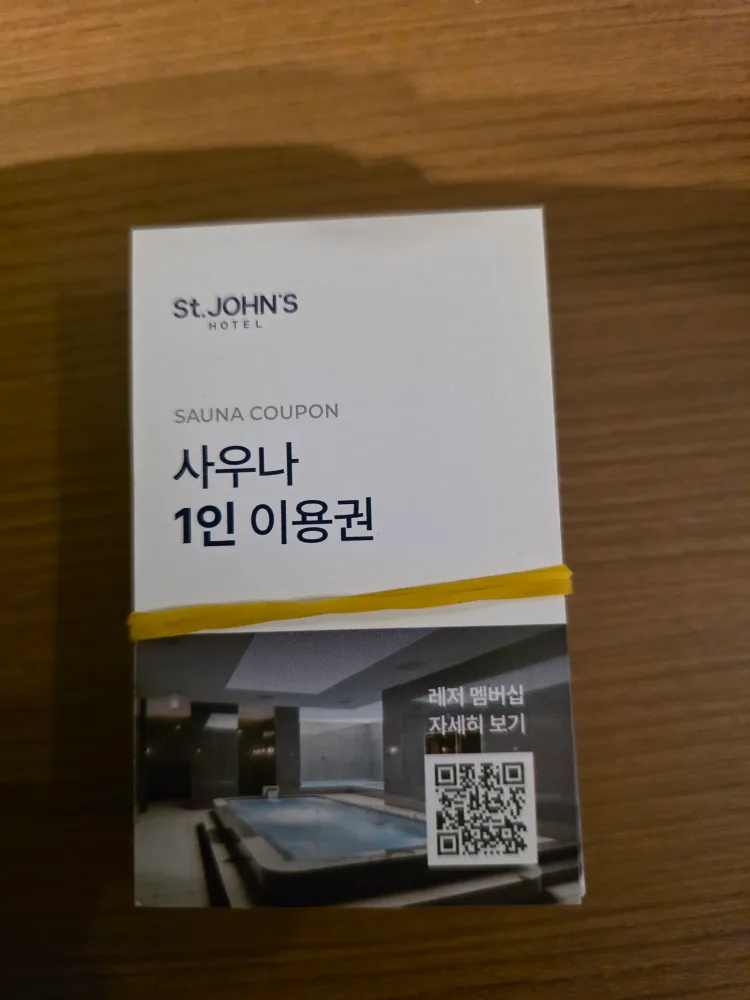 St.JOHN'S
HOTEL
SAUNA COUPON
사우나
1인 이용권
레저 멤버십
자세히 보기